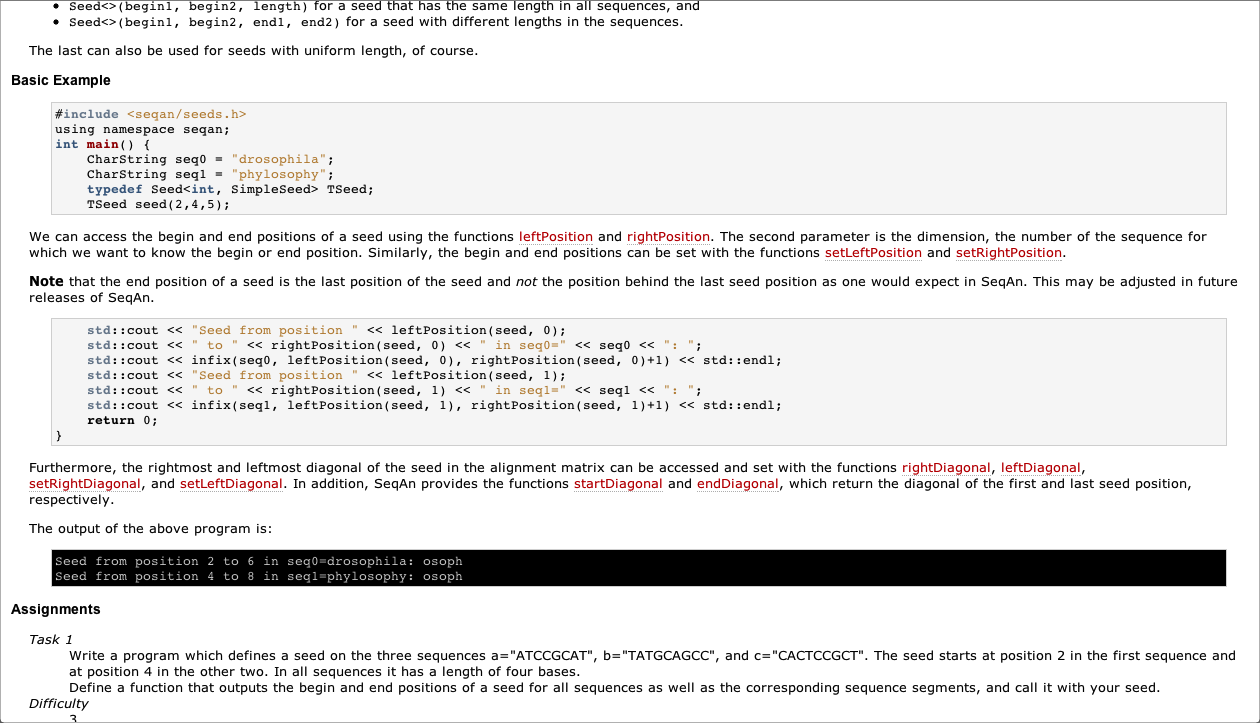 • Seed<>(begin1, begin2, length) for a seed that has the same length in all sequences, and
• Seed<>(begin1, begin2, end1, end2) for a seed with different lengths in the sequences.
The last can also be used for seeds with uniform length, of course.
Basic Example
#include <seqan/seeds.h>
using namespace seqan;
int main() {
    CharString seq0 = "drosophila";
    CharString seq1 = "phylosophy";
    typedef Seed<int, SimpleSeed> TSeed;
    TSeed seed(2,4,5);
We can access the begin and end positions of a seed using the functions leftPosition and rightPosition. The second parameter is the dimension, the number of the sequence for
which we want to know the begin or end position. Similarly, the begin and end positions can be set with the functions setLeftPosition and setRightPosition.
Note that the end position of a seed is the last position of the seed and not the position behind the last seed position as one would expect in SeqAn. This may be adjusted in future
releases of SeqAn.
    std::cout << "Seed from position " << leftPosition(seed, 0);
    std::cout << " to " << rightPosition(seed, 0) << " in seq0=" << seq0 << ": ";
    std::cout << infix(seq0, leftPosition(seed, 0), rightPosition(seed, 0)+1) << std::endl;
    std::cout << "Seed from position " << leftPosition(seed, 1);
    std::cout << " to " << rightPosition(seed, 1) << " in seq1=" << seq1 << ": ";
    std::cout << infix(seq1, leftPosition(seed, 1), rightPosition(seed, 1)+1) << std::endl;
    return 0;
}
Furthermore, the rightmost and leftmost diagonal of the seed in the alignment matrix can be accessed and set with the functions rightDiagonal, leftDiagonal,
setRightDiagonal, and setLeftDiagonal. In addition, SeqAn provides the functions startDiagonal and endDiagonal, which return the diagonal of the first and last seed position,
respectively.
The output of the above program is:
Seed from position 2 to 6 in seq0=drosophila: osoph
Seed from position 4 to 8 in seq1=phylosophy: osoph
Assignments
Task 1
Write a program which defines a seed on the three sequences a="ATCCGCAT", b="TATGCAGCC", and c="CACTCCGCT". The seed starts at position 2 in the first sequence and
at position 4 in the other two. In all sequences it has a length of four bases.
Define a function that outputs the begin and end positions of a seed for all sequences as well as the corresponding sequence segments, and call it with your seed.
Difficulty
3